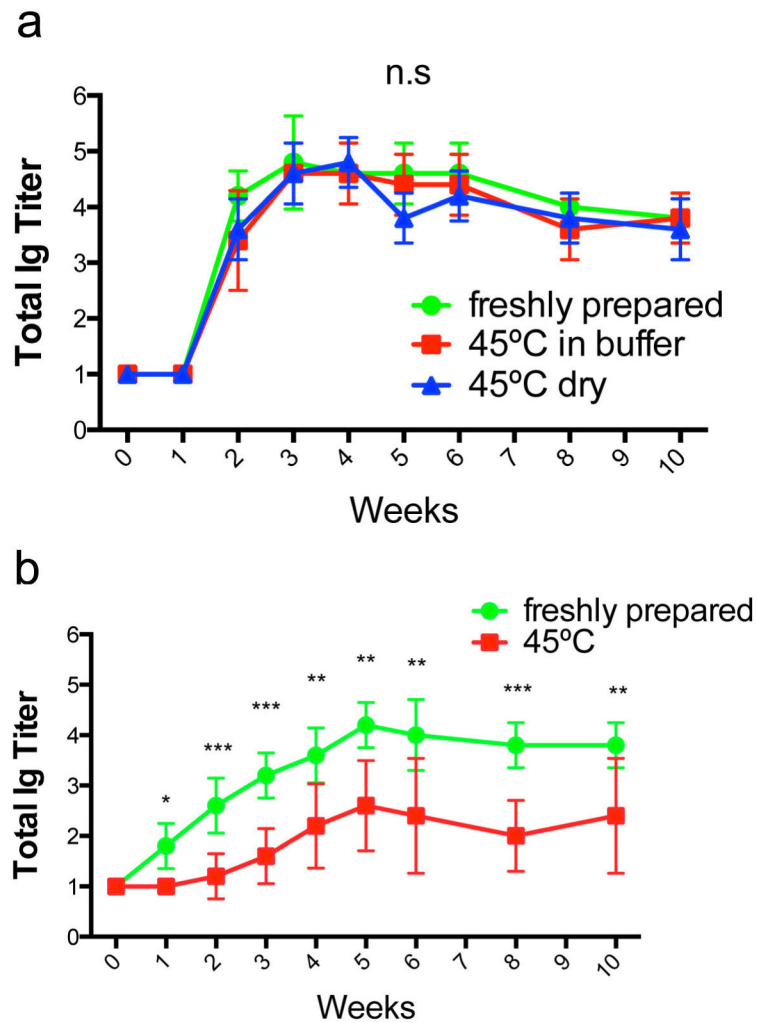 a
n.s
6
5
4
3
2
1
0
Total Ig Titer
freshly prepared
45ºC in buffer
45ºC dry
0 1 2 3 4 5 6 7 8 9 10
Weeks
b
freshly prepared
45ºC
6
5
4
3
2
1
0
Total Ig Titer
* *** *** ** ** ** *** **
0 1 2 3 4 5 6 7 8 9 10
Weeks